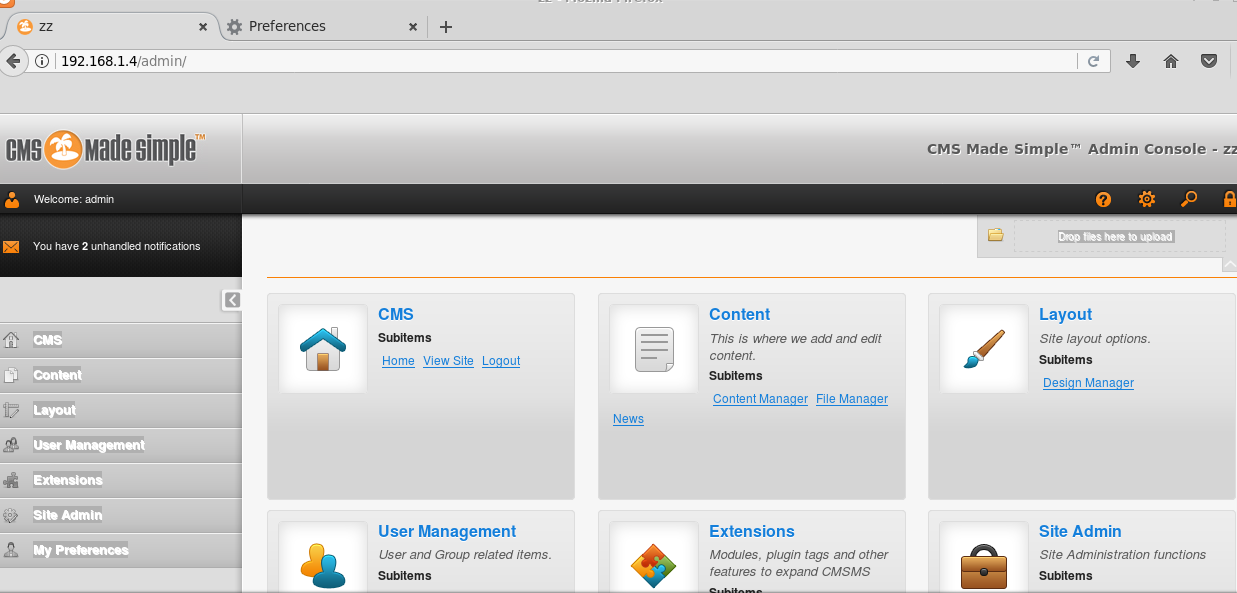 zz
Preferences
192.168.1.4/admin/
CMS made simple™
CMS Made Simple™ Admin Console - zz
Welcome: admin
You have 2 unhandled notifications
Drop files here to upload
CMS
Content
Layout
User Management
Extensions
Site Admin
My Preferences
CMS
Subitems
Home View Site Logout
Content
This is where we add and edit
content.
Subitems
Content Manager File Manager
News
Layout
Site layout options.
Subitems
Design Manager
User Management
User and Group related items.
Subitems
Extensions
Modules, plugin tags and other
features to expand CMSMS
Subitems
Site Admin
Site Administration functions
Subitems